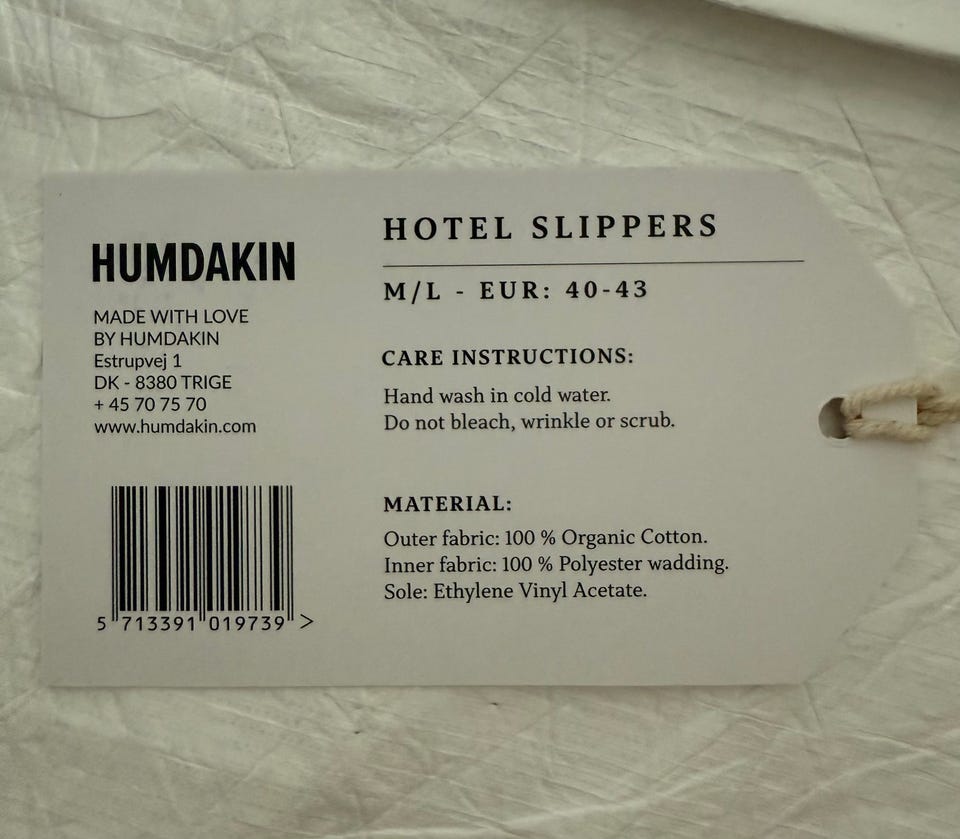 HUMDAKIN
MADE WITH LOVE
BY HUMDAKIN
Estrupvej 1
DK - 8380 TRIGE
+ 45 70 75 70
www.humdakin.com
5 713391 019739 >
HOTEL SLIPPERS
M/L - EUR: 40-43
CARE INSTRUCTIONS:
Hand wash in cold water.
Do not bleach, wrinkle or scrub.
MATERIAL:
Outer fabric: 100 % Organic Cotton.
Inner fabric: 100 % Polyester wadding.
Sole: Ethylene Vinyl Acetate.